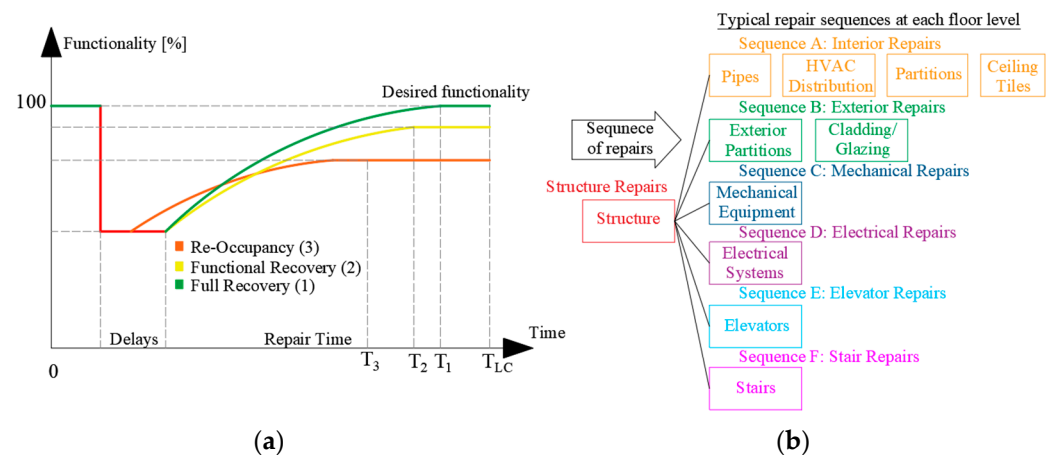 Functionality [%]
100
Desired functionality
Re-Occupancy (3)
Functional Recovery (2)
Full Recovery (1)
Delays
Repair Time
Time
0
T3
T2
T1
TLC
(a)
Typical repair sequences at each floor level
Sequence A: Interior Repairs
Pipes
HVAC
Distribution
Partitions
Ceiling
Tiles
Sequence B: Exterior Repairs
Exterior
Partitions
Cladding/
Glazing
Sequnece
of repairs
Sequence C: Mechanical Repairs
Mechanical
Equipment
Structure Repairs
Structure
Sequence D: Electrical Repairs
Electrical
Systems
Sequence E: Elevator Repairs
Elevators
Sequence F: Stair Repairs
Stairs
(b)